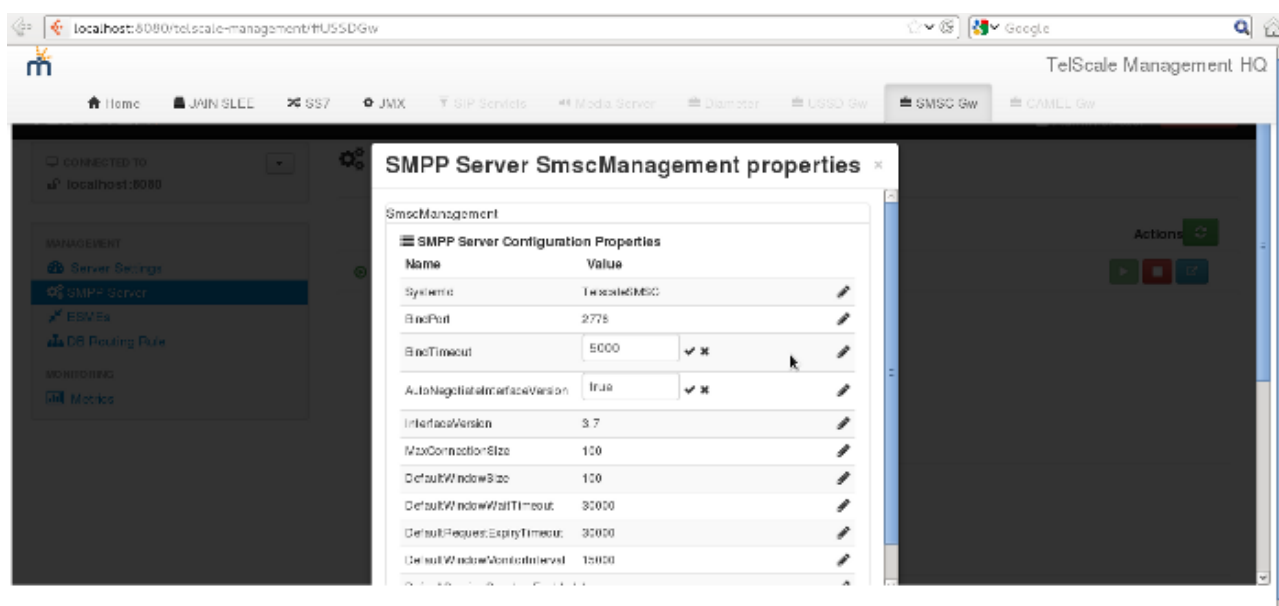 localhost:8080/telscale-management/#USSDGw
Google
TelScale Management HQ
Home JAIN SLEE SS7 JMX SIP Servlets Media Server Diameter USSD Gw SMSC Gw CAMEL Gw
CONNECTED TO
localhost:8080
MANAGEMENT
Server Settings
SMPP Server
ESMEs
DB Routing Rule
MONITORING
Metrics
SMPP Server SmscManagement properties ×
SmscManagement
SMPP Server Configuration Properties
Name Value
SystemId TelscaleSMSC
BindPort 2776
BindTimeout 5000
AutoNegotiateInterfaceVersion true
InterfaceVersion 3.7
MaxConnectionSize 100
DefaultWindowSize 100
DefaultWindowWaitTimeout 30000
DefaultRequestExpiryTimeout 30000
DefaultWindowMonitorInterval 15000
Actions